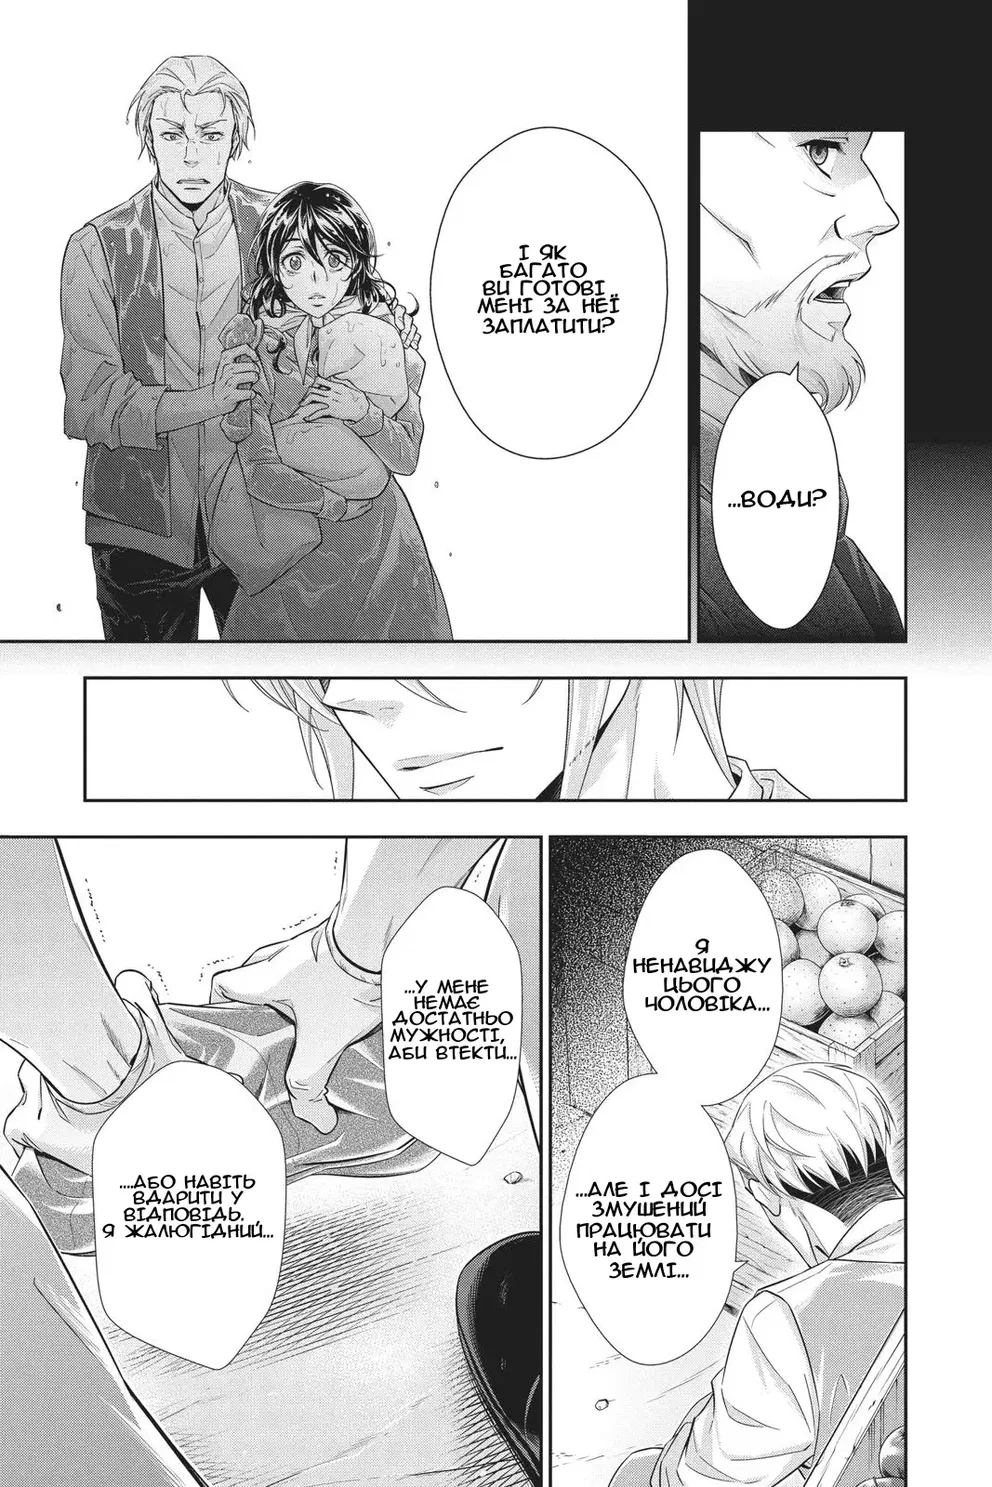 ...ВОДИ?
І ЯК
БАГАТО
ВИ ГОТОВІ
МЕНІ ЗА НЕЇ
ЗАПЛАТИТИ?
Я
НЕНАВИДЖУ
ЦЬОГО
ЧОЛОВІКА...
...АЛЕ І ДОСІ
ЗМУШЕНИЙ
ПРАЦЮВАТИ
НА ЙОГО
ЗЕМЛІ...
...У МЕНЕ
НЕМАЄ
ДОСТАТНЬО
МУЖНОСТІ,
АБИ ВТЕКТИ...
....АБО НАВІТЬ
ВДАРИТИ У
ВІДПОВІДЬ.
Я ЖАЛЮГІДНИЙ...